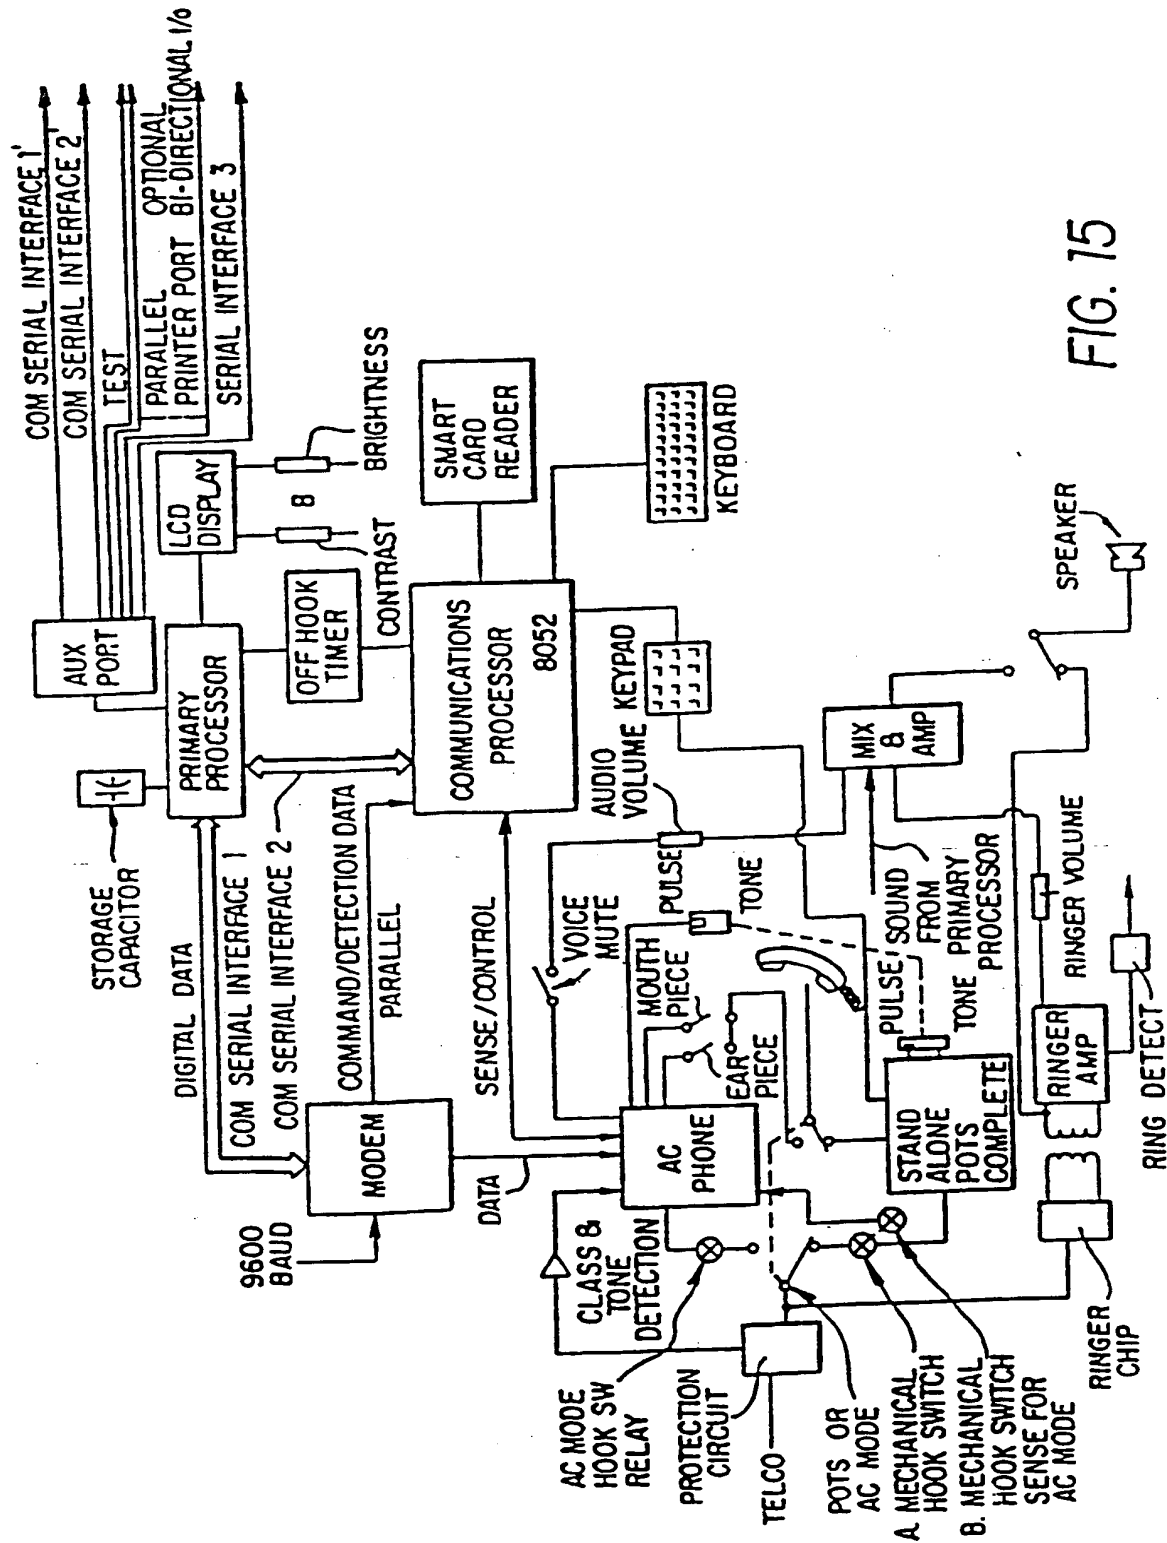 COM SERIAL INTERFACE 1'
COM SERIAL INTERFACE 2'
TEST
PARALLEL OPTIONAL
PRINTER PORT BI-DIRECTIONAL I/O
SERIAL INTERFACE 3
AUX
PORT
LCD
DISPLAY
BRIGHTNESS
8
CONTRAST
STORAGE
CAPACITOR
PRIMARY
PROCESSOR
OFF HOOK
TIMER
SMART
CARD
READER
DIGITAL DATA
COM SERIAL INTERFACE 1
COM SERIAL INTERFACE 2
COMMAND/DETECTION DATA
PARALLEL
COMMUNICATIONS
PROCESSOR
8052
KEYBOARD
9600
BAUD
MODEM
DATA
SENSE/CONTROL
VOICE
MUTE
AUDIO
VOLUME
KEYPAD
PULSE
TONE
MOUTH
PIECE
EAR
PIECE
CLASS &
TONE
DETECTION
AC
PHONE
MIX
&
AMP
SPEAKER
SOUND
FROM
PRIMARY
PROCESSOR
PULSE,
TONE
AC MODE
HOOK SW
RELAY
PROTECTION
CIRCUIT
TELCO
POTS OR
AC MODE
A. MECHANICAL
HOOK SWITCH
B. MECHANICAL
HOOK SWITCH
SENSE FOR
AC MODE
STAND
ALONE
POTS
COMPLETE
RINGER VOLUME
RINGER
AMP
RINGER
CHIP
RING DETECT
FIG. 15